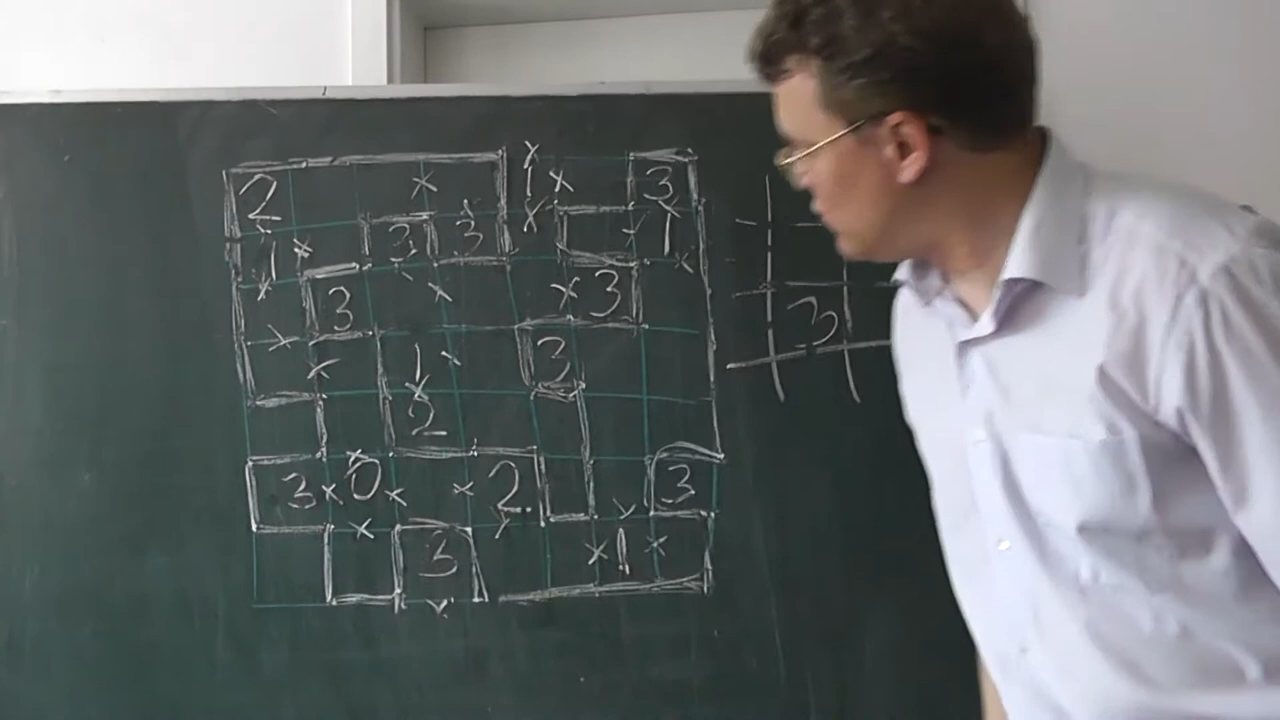 2 × 1 × 3
1 × 3 3 × 1
3 × × 3 3
× × 1 × 3
2
3 × 0 × × 2 3
3 × 1 ×